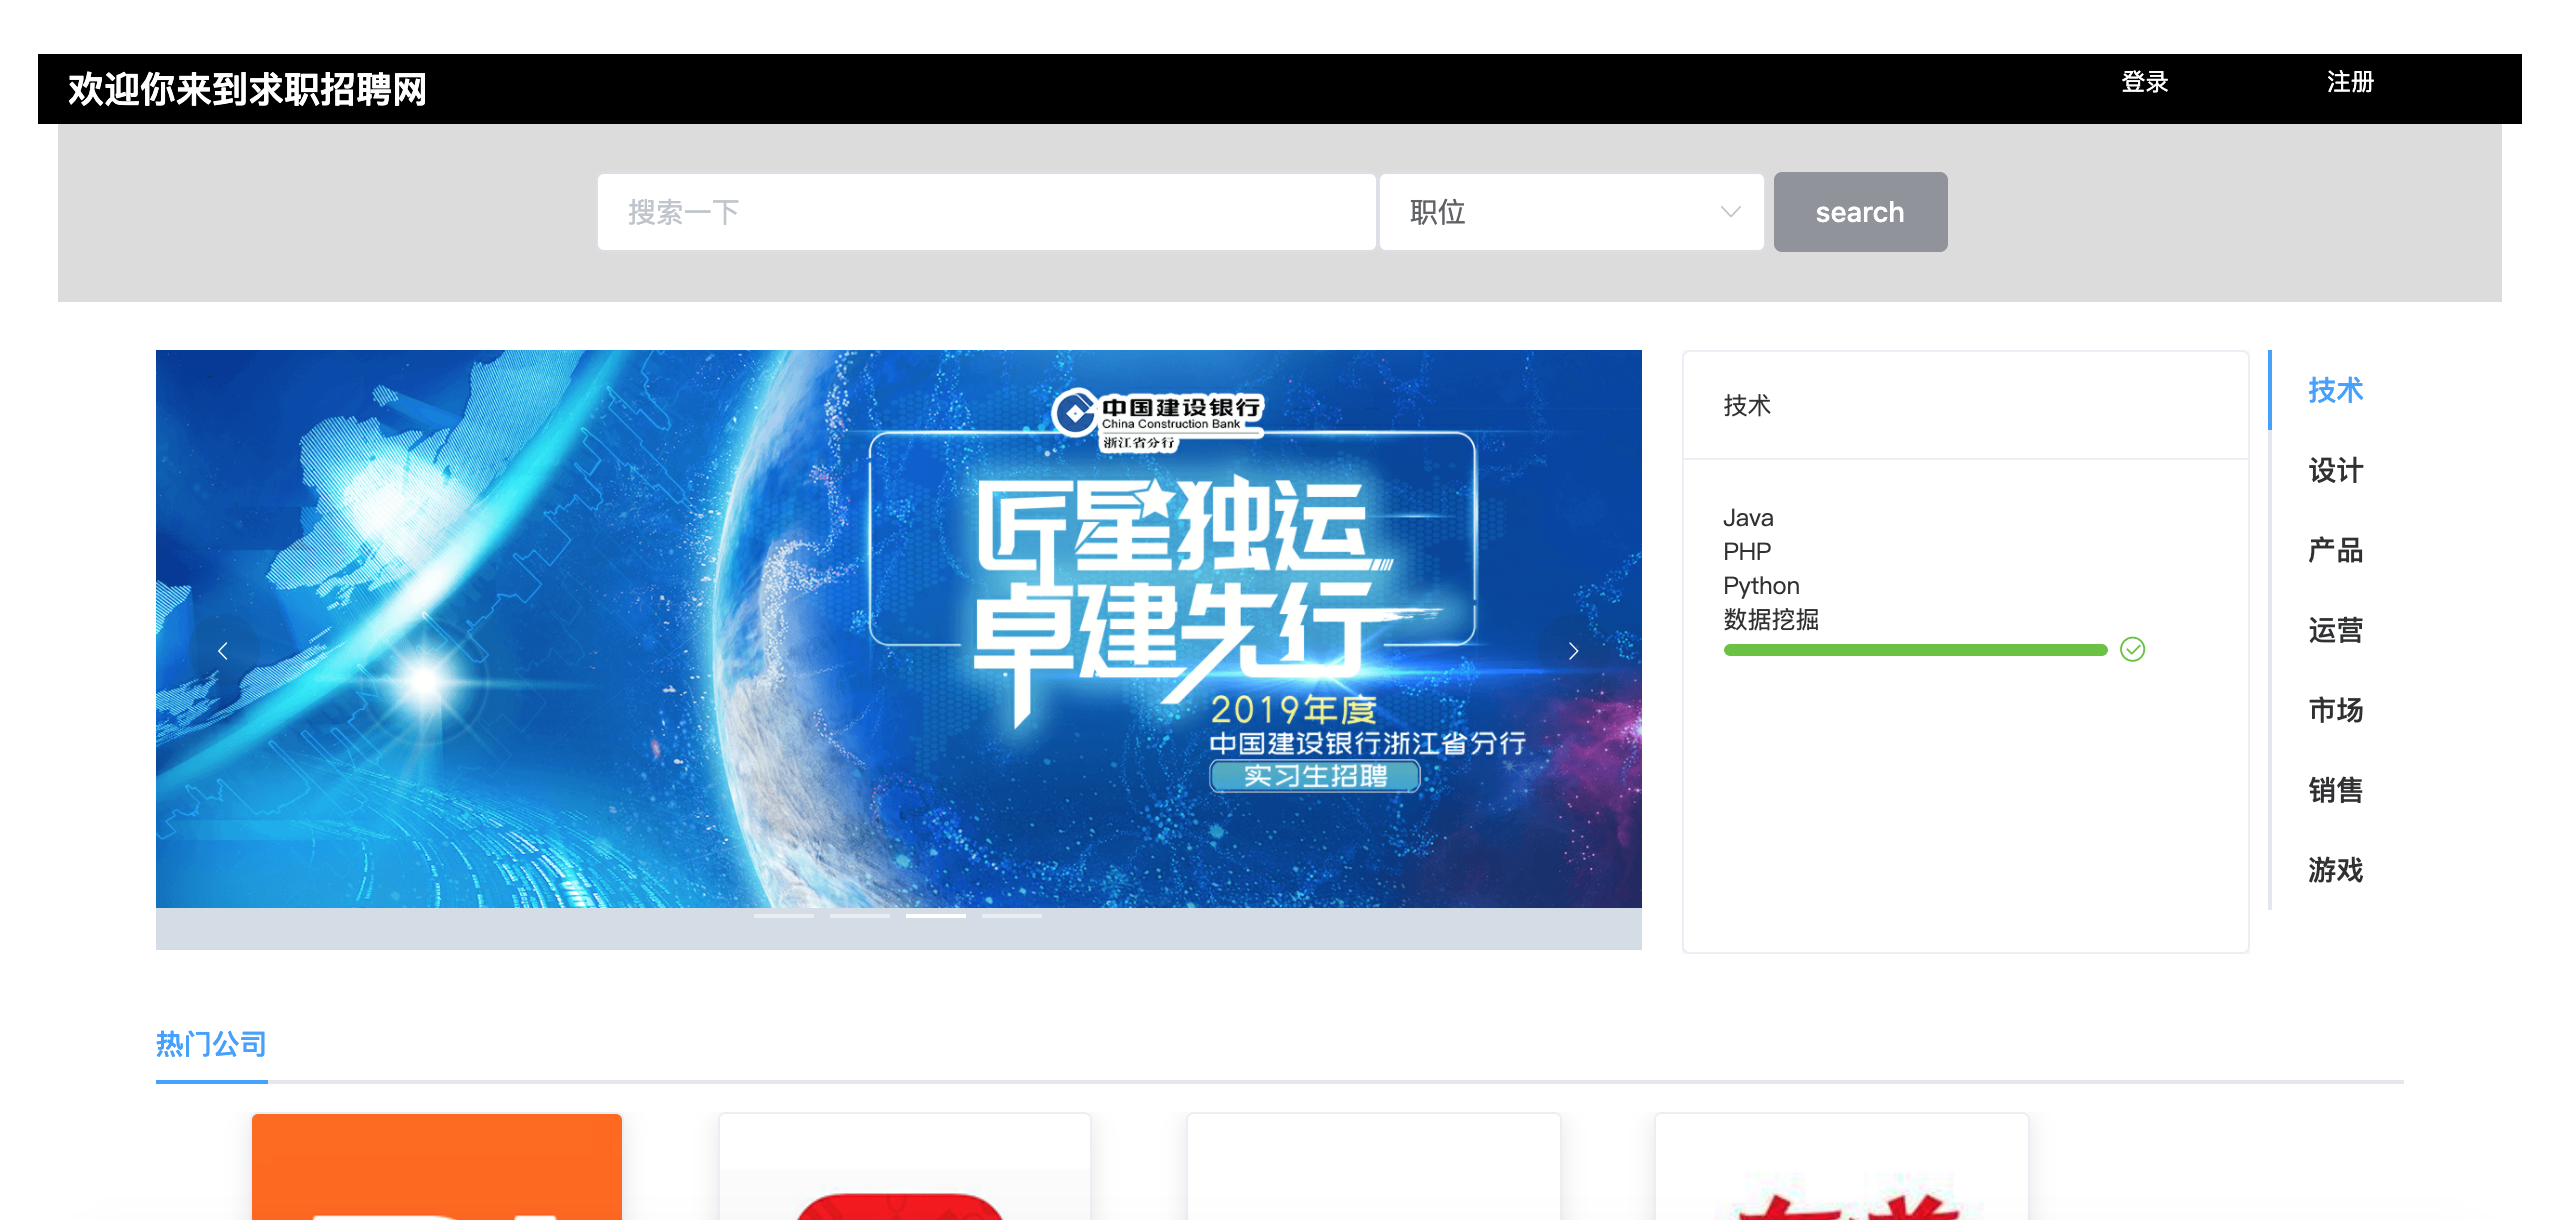 欢迎你来到求职招聘网
登录
注册
搜索一下
职位
search
中国建设银行
China Construction Bank
浙江省分行
匠星独运
卓建先行
2019年度
中国建设银行浙江省分行
实习生招聘
技术
Java
PHP
Python
数据挖掘
技术
设计
产品
运营
市场
销售
游戏
热门公司